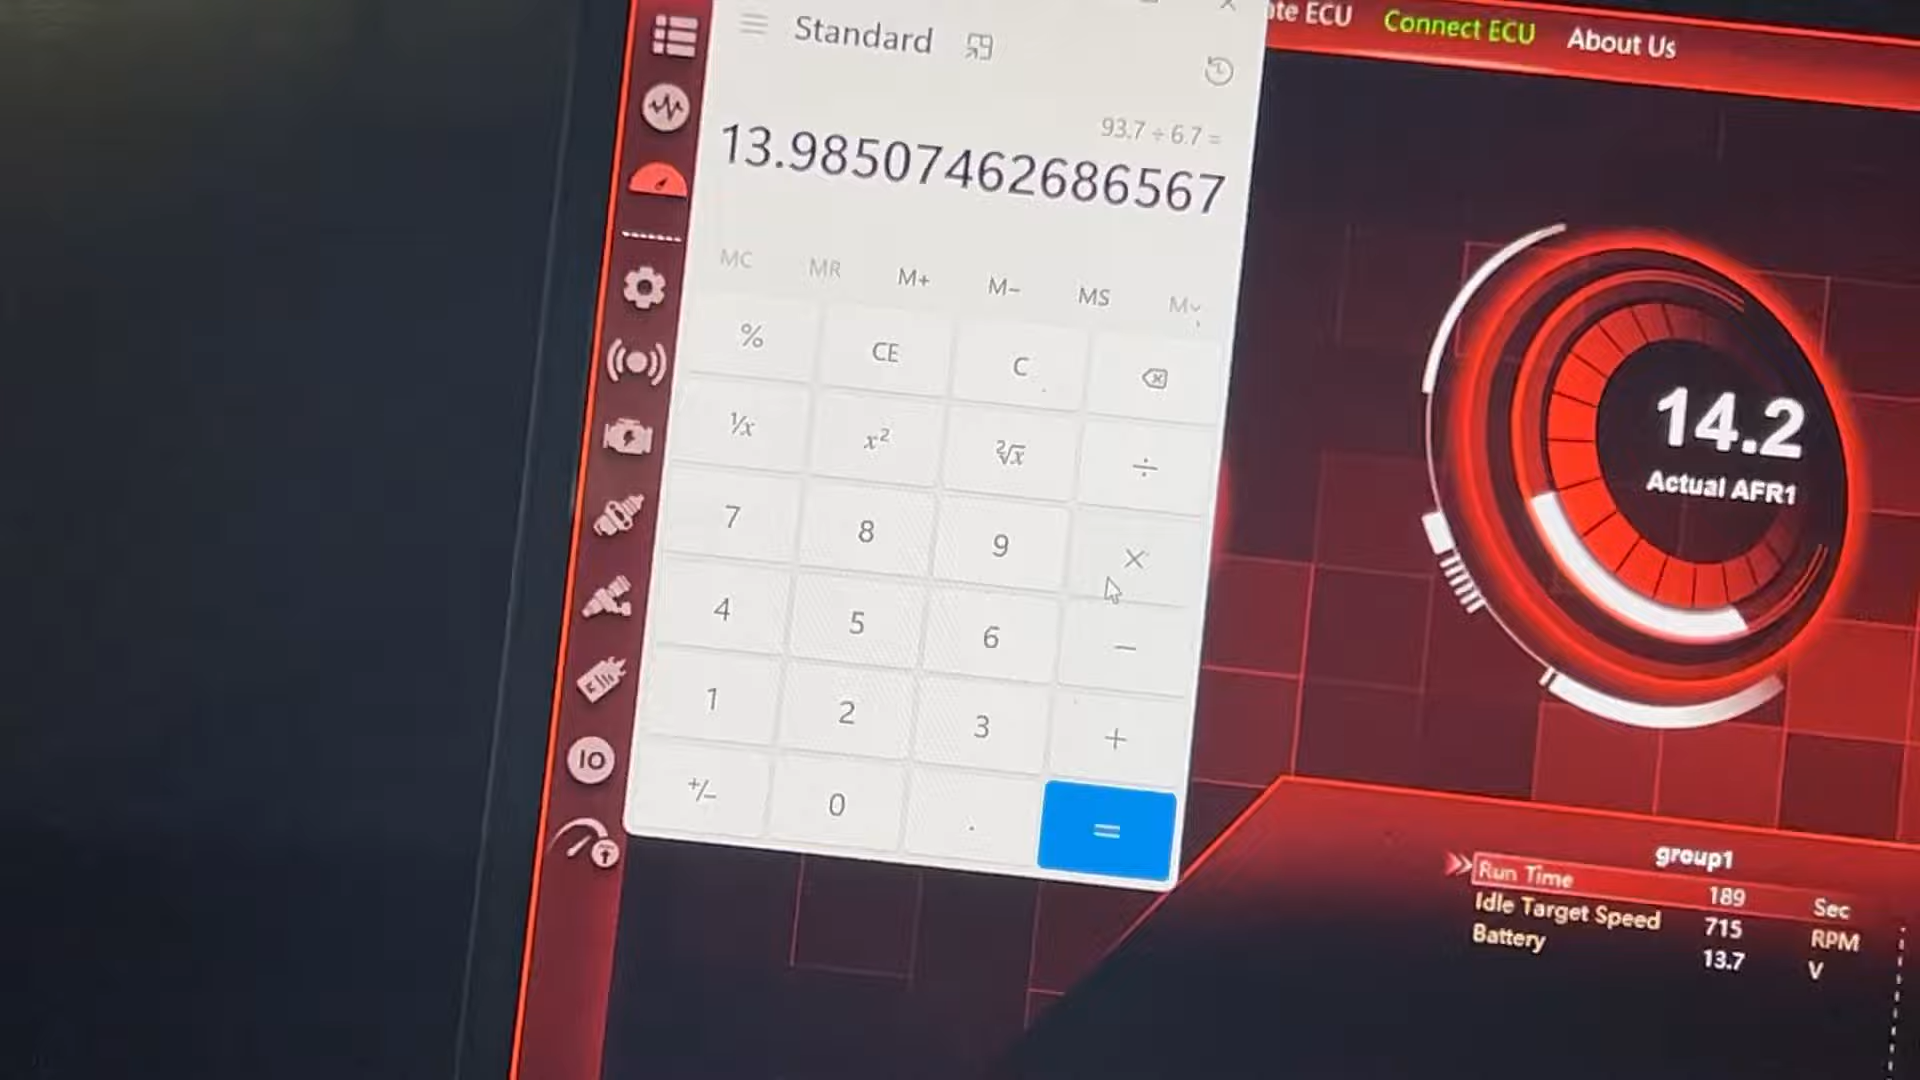 Standard
93.7 ÷ 6.7 =
13.98507462686567
MC MR M+ M− MS M˅
% CE C
¹/x x² ²√x ÷
7 8 9 ×
4 5 6 −
1 2 3 +
+/− 0 . =
IO
ate ECU Connect ECU About Us
14.2
Actual AFR1
group1
Run Time 189 Sec
Idle Target Speed 715 RPM
Battery 13.7 V